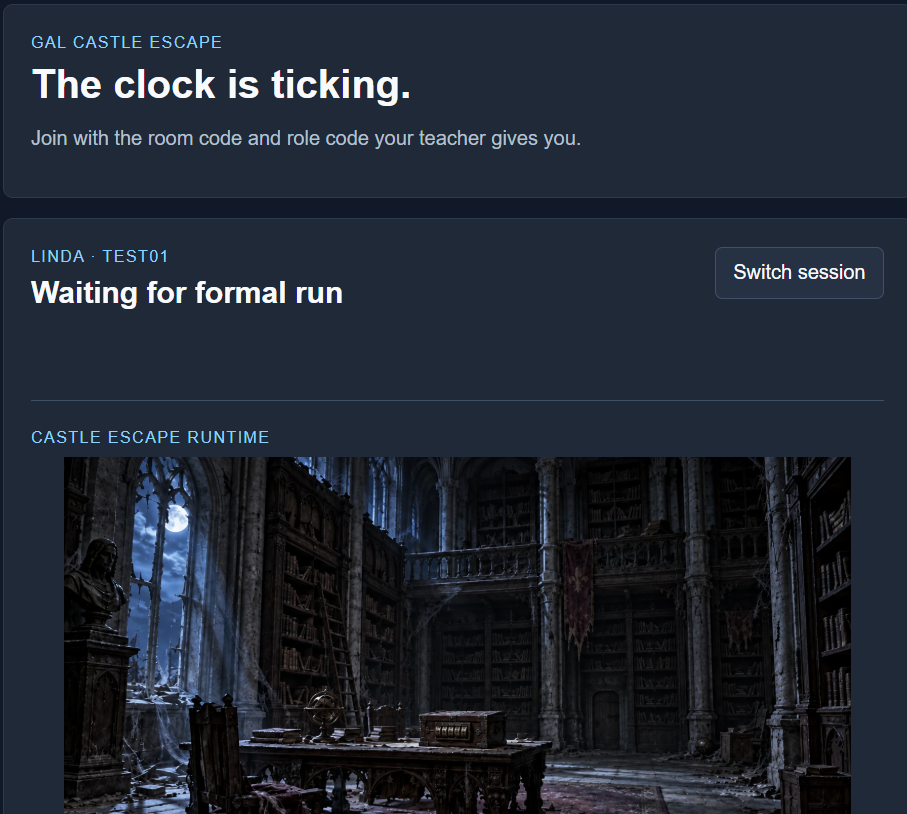 GAL CASTLE ESCAPE
The clock is ticking.
Join with the room code and role code your teacher gives you.
LINDA · TEST01
Switch session
Waiting for formal run
CASTLE ESCAPE RUNTIME